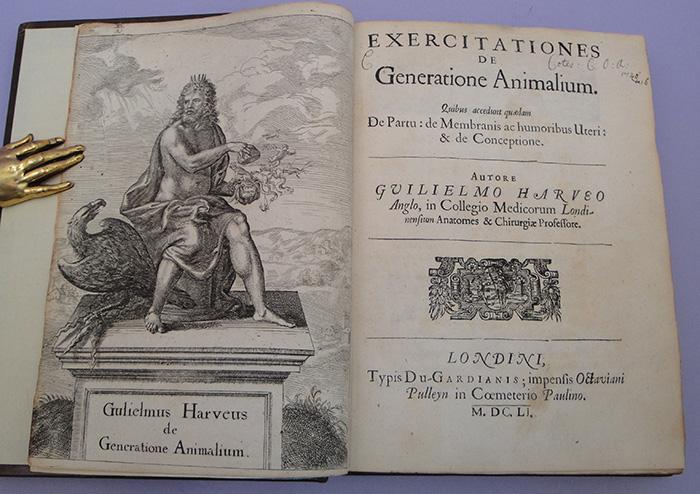 Gulielmus Harveus
de
Generatione Animalium.
EXERCITATIONES
DE
Generatione Animalium.
Quibus accedunt quædam
De Partu: de Membranis ac humoribus Uteri:
& de Conceptione.
AUTORE
GVILIELMO HARVEO
Anglo, in Collegio Medicorum Londi-
nensium Anatomes & Chirurgiæ Professore.
LONDINI,
Typis DU-GARDIANIS; impensis Octaviani
Pulleyn in Cœmeterio Paulino.
M. DC. LI.